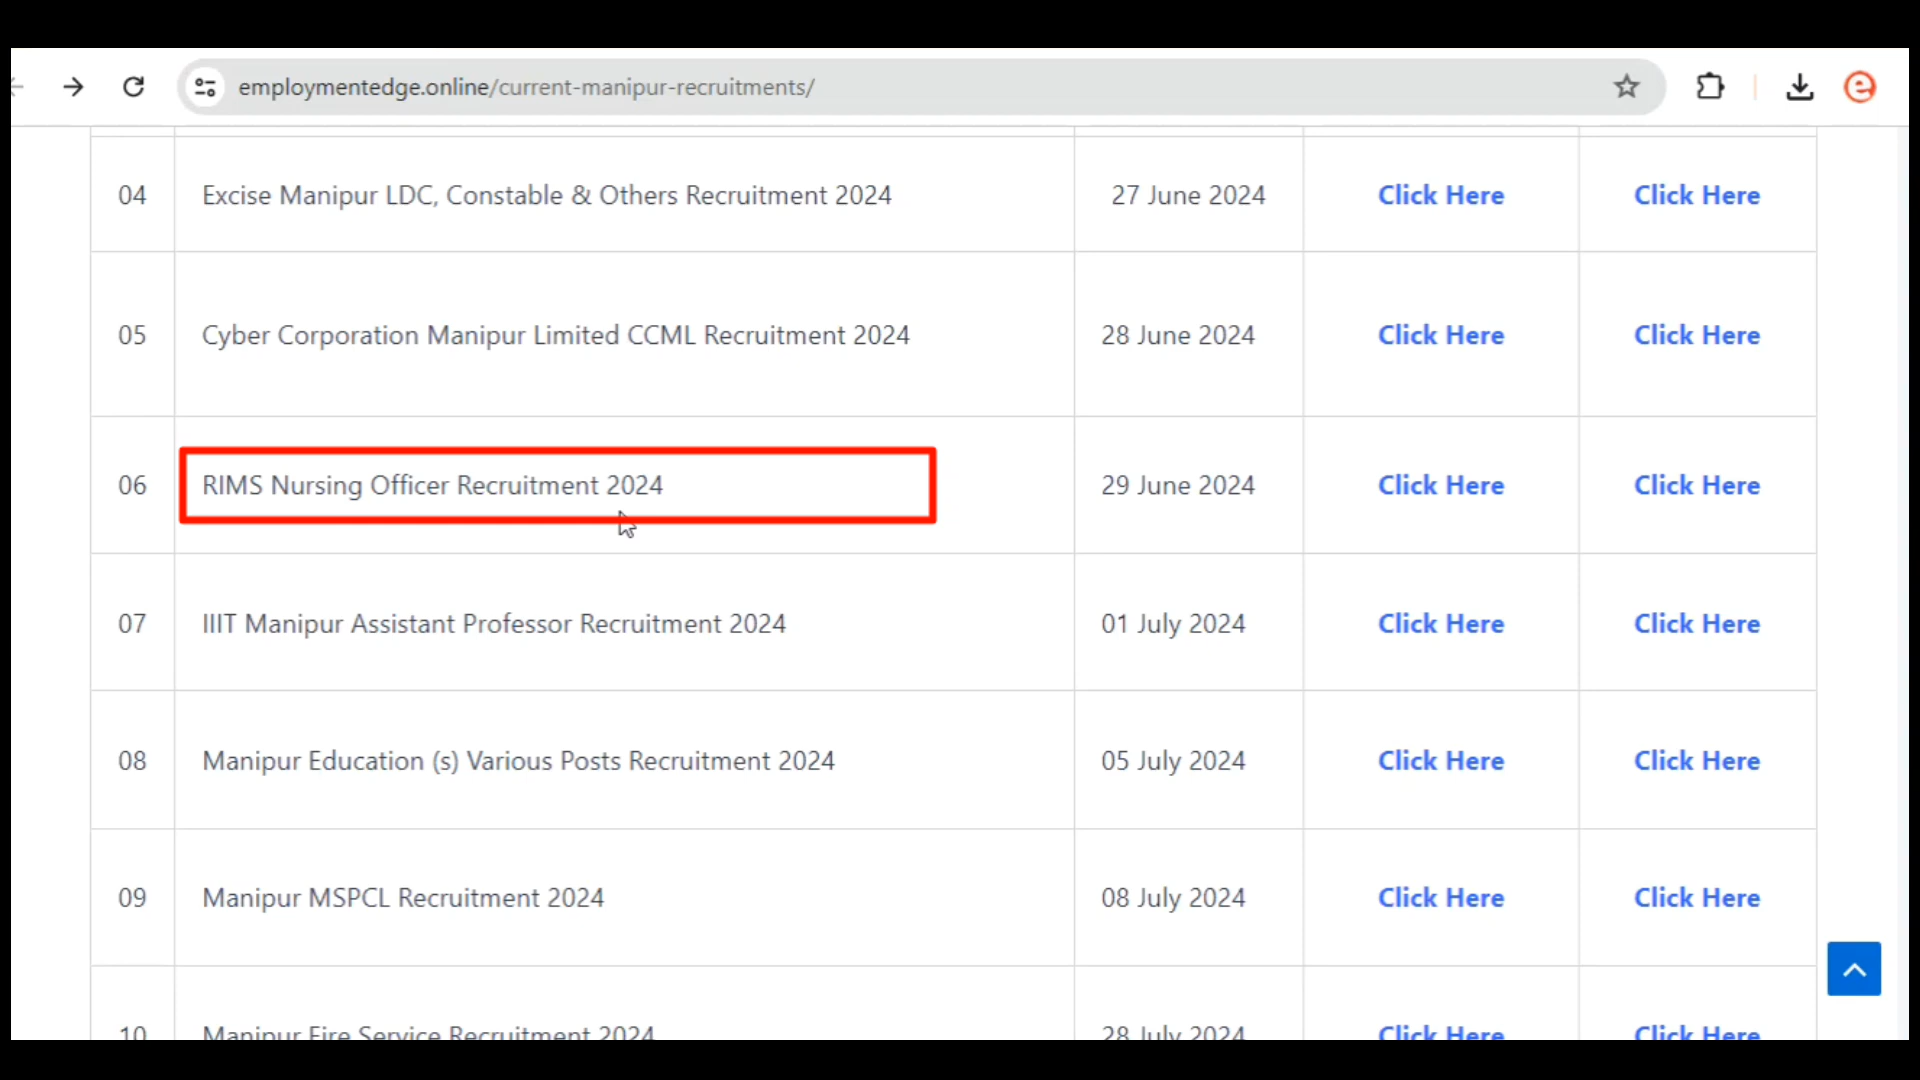 employmentedge.online/current-manipur-recruitments/
04 Excise Manipur LDC, Constable & Others Recruitment 2024 27 June 2024 Click Here Click Here
05 Cyber Corporation Manipur Limited CCML Recruitment 2024 28 June 2024 Click Here Click Here
06 RIMS Nursing Officer Recruitment 2024 29 June 2024 Click Here Click Here
07 IIIT Manipur Assistant Professor Recruitment 2024 01 July 2024 Click Here Click Here
08 Manipur Education (s) Various Posts Recruitment 2024 05 July 2024 Click Here Click Here
09 Manipur MSPCL Recruitment 2024 08 July 2024 Click Here Click Here
10 Manipur Fire Service Recruitment 2024 28 July 2024 Click Here Click Here